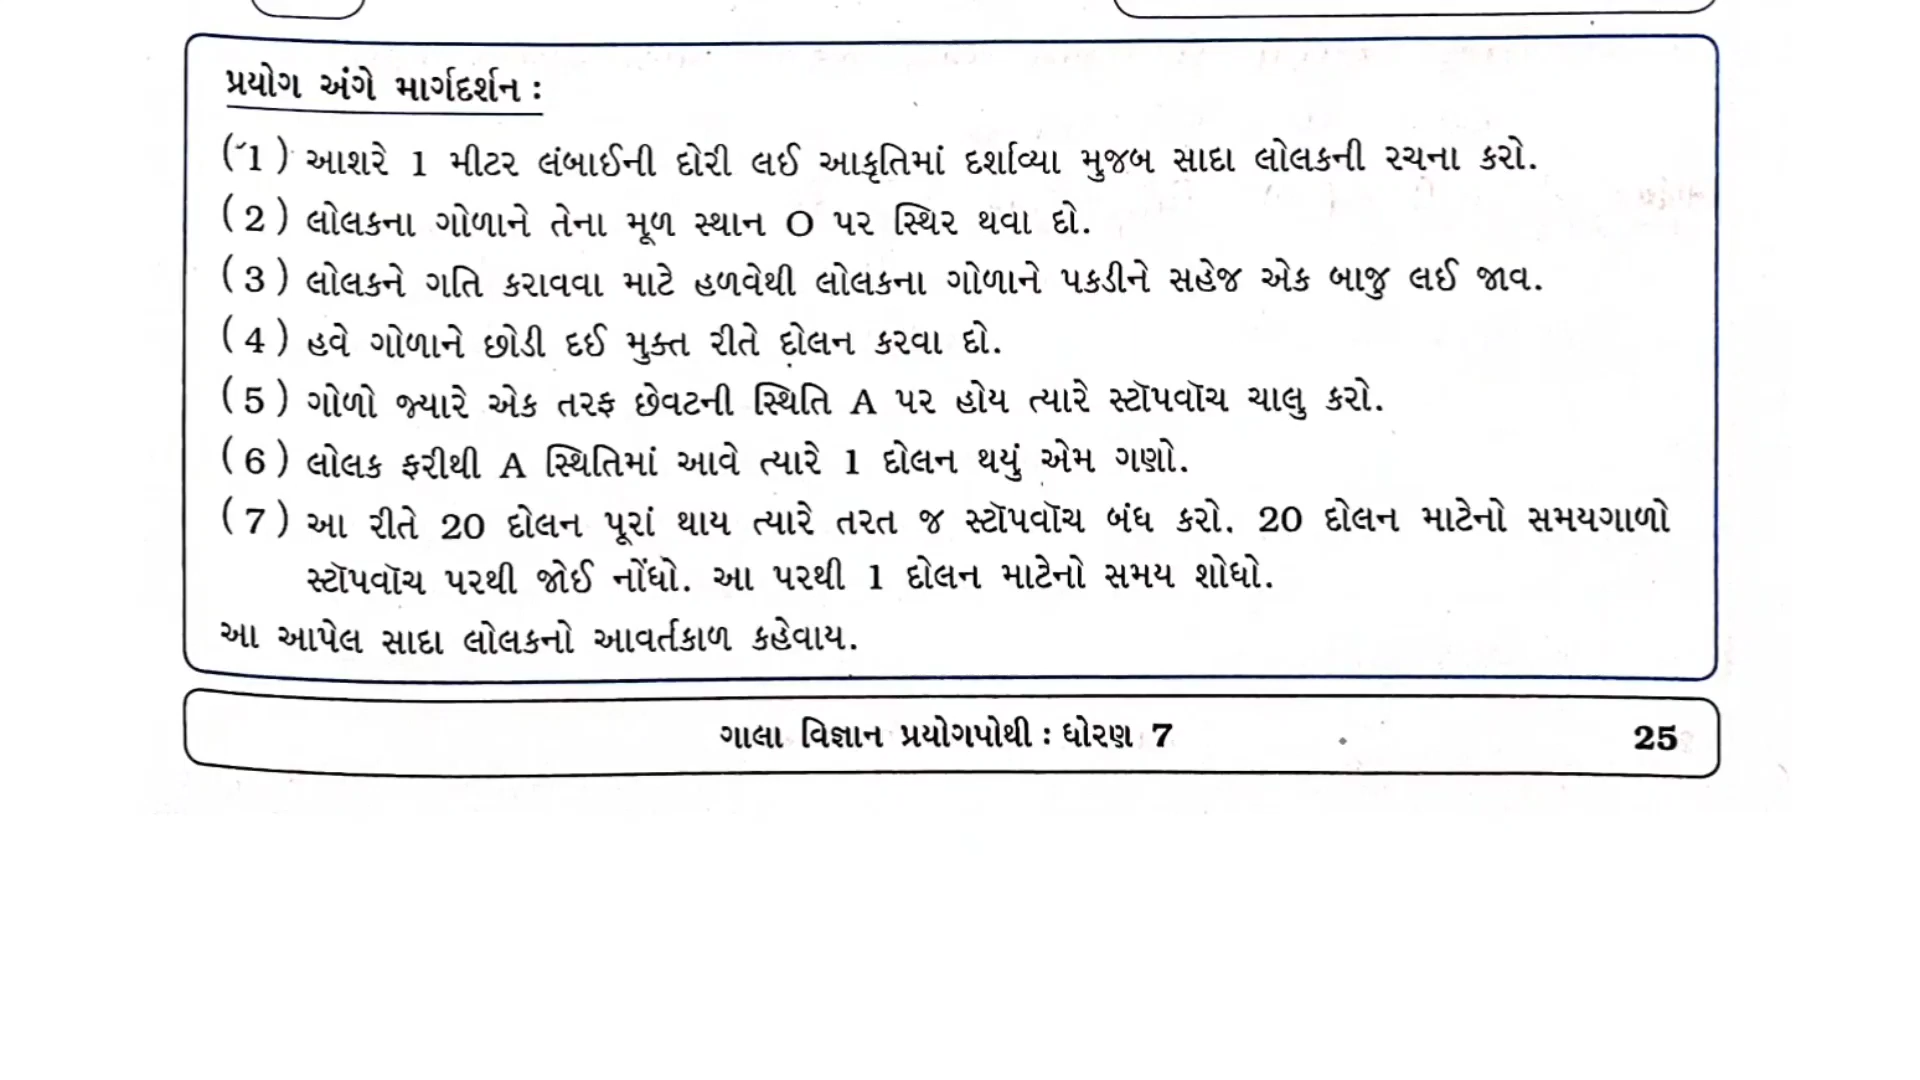 પ્રયોગ અંગે માર્ગદર્શન :
(1) આશરે 1 મીટર લંબાઈની દોરી લઈ આકૃતિમાં દર્શાવ્યા મુજબ સાદા લોલકની રચના કરો.
(2) લોલકના ગોળાને તેના મૂળ સ્થાન O પર સ્થિર થવા દો.
(3) લોલકને ગતિ કરાવવા માટે હળવેથી લોલકના ગોળાને પકડીને સહેજ એક બાજુ લઈ જાવ.
(4) હવે ગોળાને છોડી દઈ મુક્ત રીતે દોલન કરવા દો.
(5) ગોળો જ્યારે એક તરફ છેવટની સ્થિતિ A પર હોય ત્યારે સ્ટૉપવૉચ ચાલુ કરો.
(6) લોલક ફરીથી A સ્થિતિમાં આવે ત્યારે 1 દોલન થયું એમ ગણો.
(7) આ રીતે 20 દોલન પૂરાં થાય ત્યારે તરત જ સ્ટૉપવૉચ બંધ કરો. 20 દોલન માટેનો સમયગાળો
સ્ટૉપવૉચ પરથી જોઈ નોંધો. આ પરથી 1 દોલન માટેનો સમય શોધો.
આ આપેલ સાદા લોલકનો આવર્તકાળ કહેવાય.
ગાલા વિજ્ઞાન પ્રયોગપોથી : ધોરણ 7 25